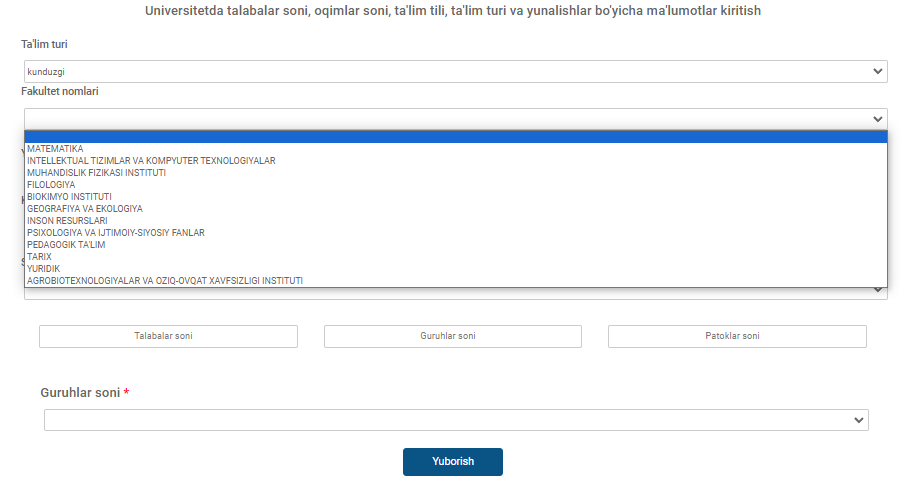 Universitetda talabalar soni, oqimlar soni, ta'lim tili, ta'lim turi va yunalishlar bo'yicha ma'lumotlar kiritish
Ta'lim turi
kunduzgi
Fakultet nomlari
MATEMATIKA
INTELLEKTUAL TIZIMLAR VA KOMPYUTER TEXNOLOGIYALAR
MUHANDISLIK FIZIKASI INSTITUTI
FILOLOGIYA
BIOKIMYO INSTITUTI
GEOGRAFIYA VA EKOLOGIYA
INSON RESURSLARI
PSIXOLOGIYA VA IJTIMOIY-SIYOSIY FANLAR
PEDAGOGIK TA'LIM
TARIX
YURIDIK
AGROBIOTEXNOLOGIYALAR VA OZIQ-OVQAT XAVFSIZLIGI INSTITUTI
Talabalar soni Guruhlar soni Patoklar soni
Guruhlar soni *
Yuborish